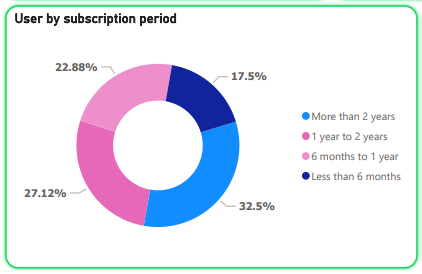 User by subscription period
22.88%
17.5%
More than 2 years
1 year to 2 years
6 months to 1 year
Less than 6 months
27.12%
32.5%